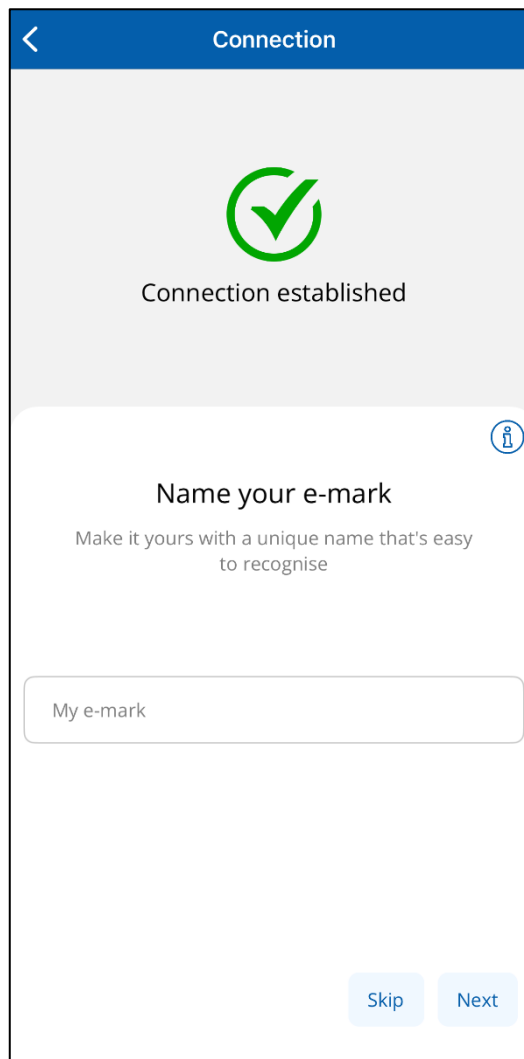 Connection
Connection established
Name your e-mark
Make it yours with a unique name that's easy
to recognise
My e-mark
Skip
Next